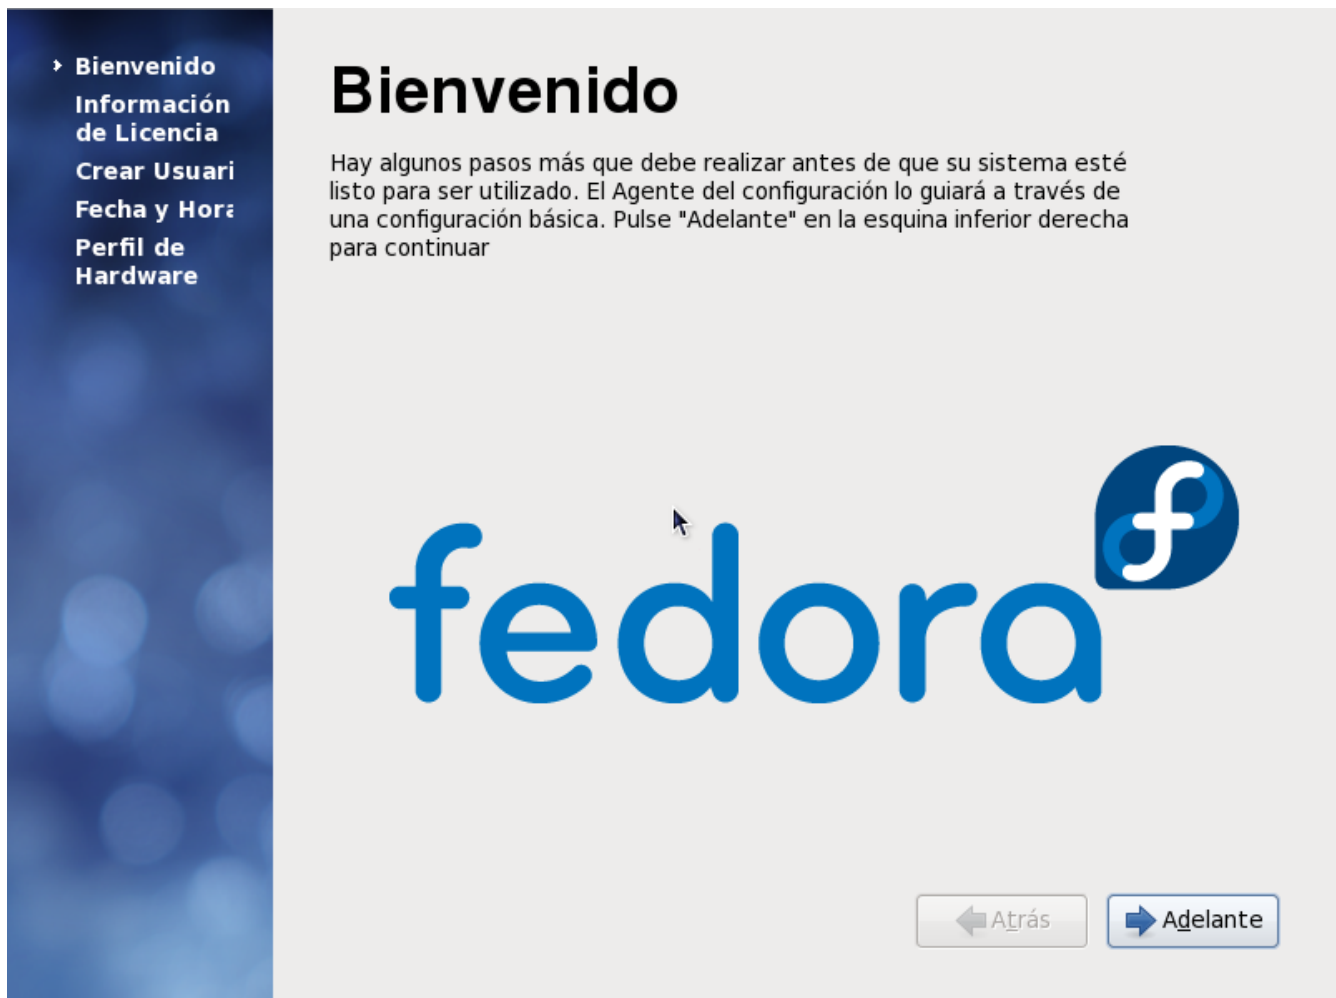 Bienvenido
Información
de Licencia
Crear Usuari
Fecha y Hora
Perfil de
Hardware
Bienvenido
Hay algunos pasos más que debe realizar antes de que su sistema esté
listo para ser utilizado. El Agente del configuración lo guiará a través de
una configuración básica. Pulse "Adelante" en la esquina inferior derecha
para continuar
fedora
Atrás
Adelante